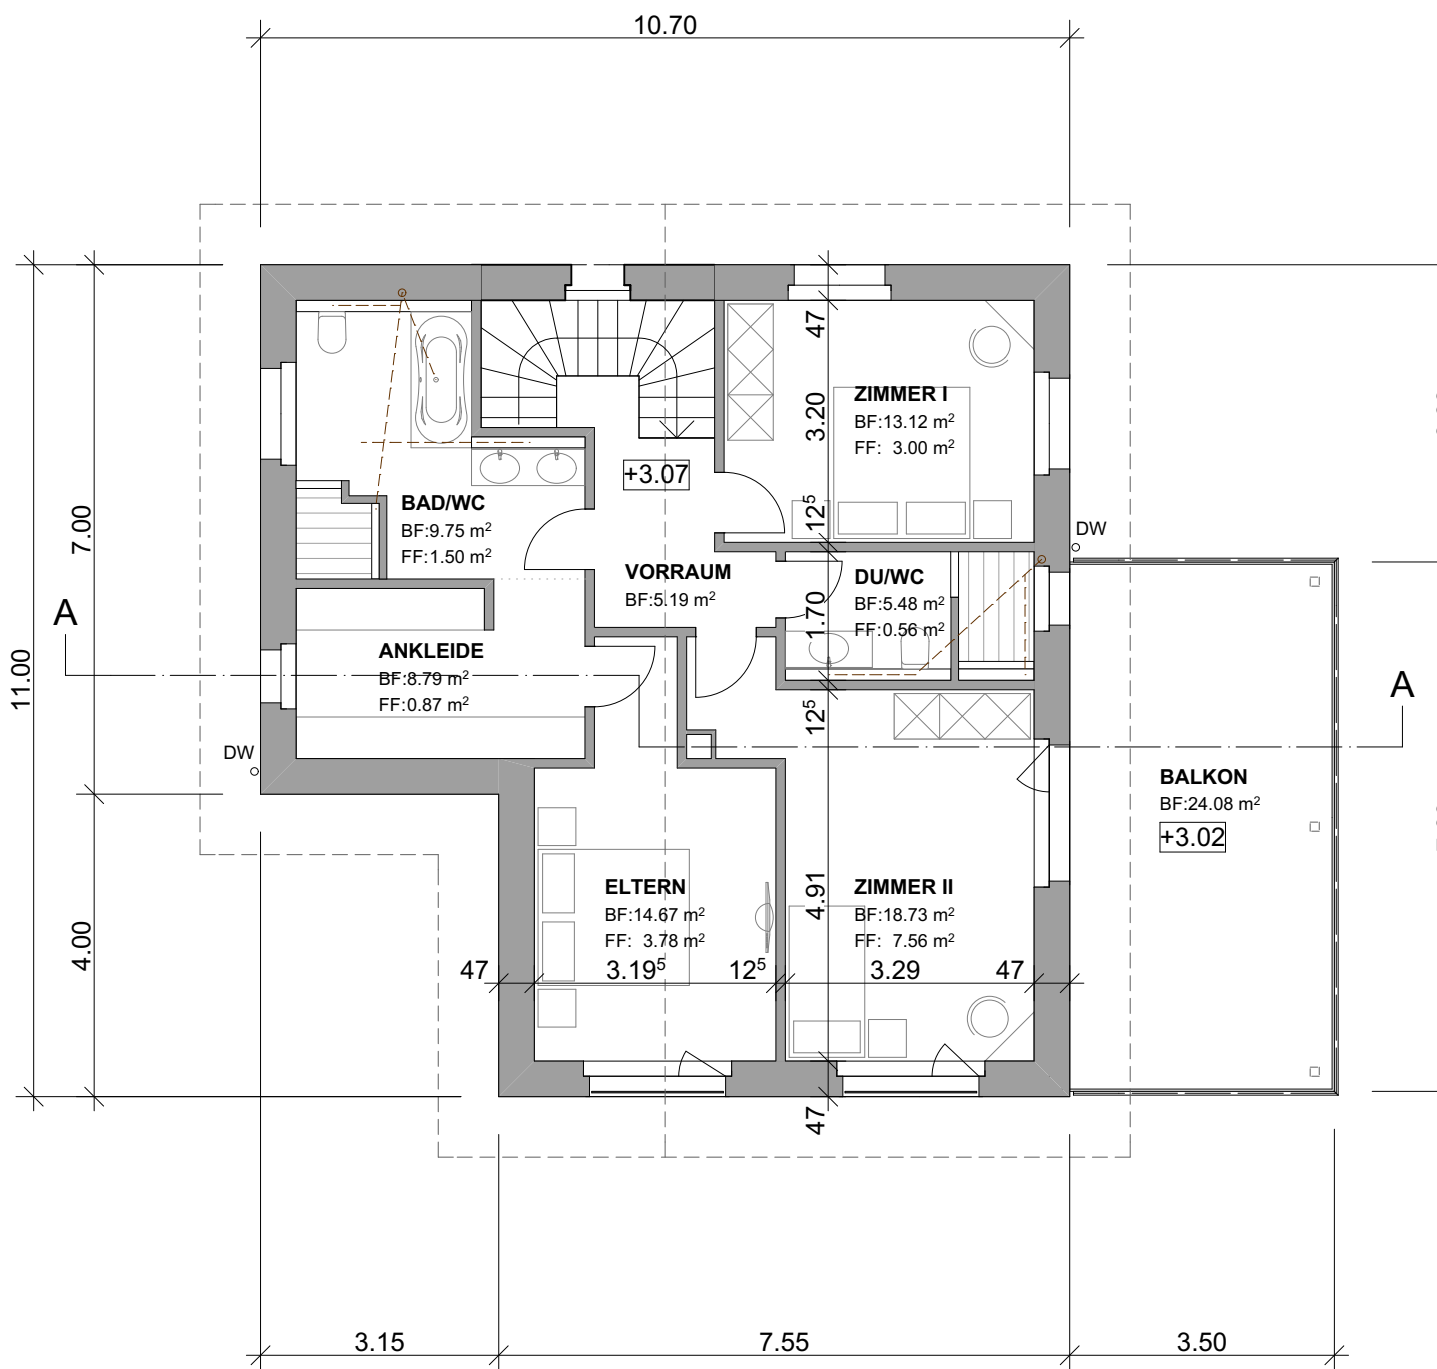 10.70
47
ZIMMER I
BF:13.12 m²
FF: 3.00 m²
3.20
+3.07
BAD/WC
BF:9.75 m²
FF:1.50 m²
12⁵
DW
7.00
VORRAUM
BF:5.19 m²
DU/WC
BF:5.48 m²
FF:0.56 m²
1.70
A
ANKLEIDE
BF:8.79 m²
FF:0.87 m²
11.00
A
12⁵
DW
BALKON
BF:24.08 m²
+3.02
ELTERN
BF:14.67 m²
FF: 3.78 m²
4.91
ZIMMER II
BF:18.73 m²
FF: 7.56 m²
4.00
47
3.19⁵
12⁵
3.29
47
47
3.15
7.55
3.50